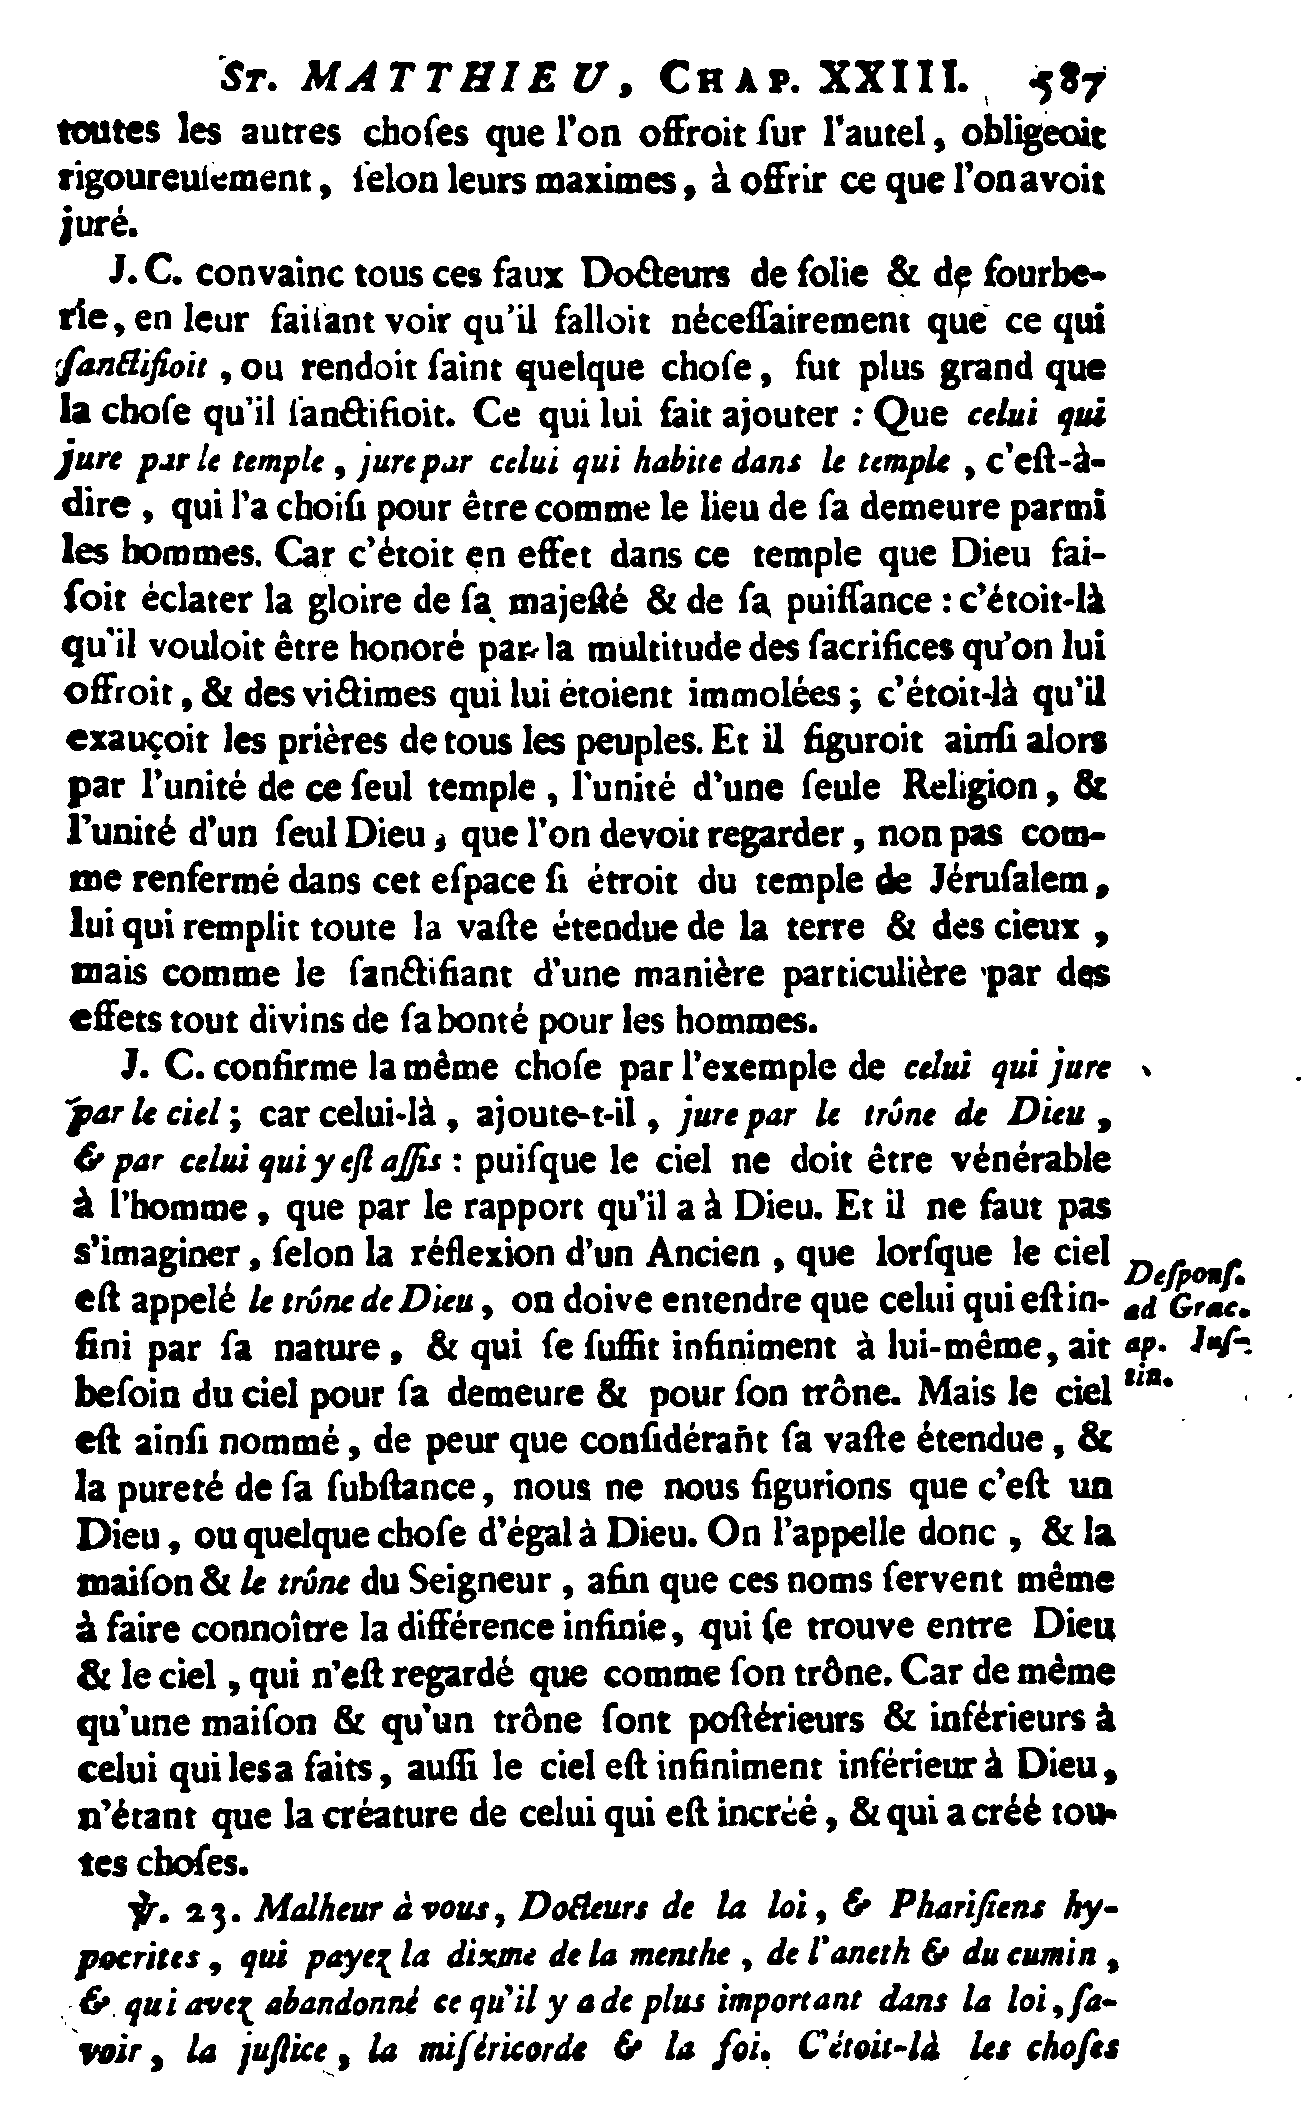 St. MATTHIEU, Chap. XXIII. 587
toutes les autres choſes que l'on offroit ſur l'autel, obligeoit
rigoureuſement, ſelon leurs maximes, à offrir ce que l'on avoit
juré.
J. C. convainc tous ces faux Docteurs de folie & de fourbe-
rie, en leur faiſant voir qu'il falloit néceſſairement que ce qui
ſanctifioit, ou rendoit ſaint quelque choſe, fut plus grand que
la choſe qu'il ſanctifioit. Ce qui lui fait ajouter : Que celui qui
jure par le temple, jure par celui qui habite dans le temple, c'eſt-à-
dire, qui l'a choiſi pour être comme le lieu de ſa demeure parmi
les hommes. Car c'étoit en effet dans ce temple que Dieu fai-
ſoit éclater la gloire de ſa majeſté & de ſa puiſſance : c'étoit-là
qu'il vouloit être honoré par la multitude des ſacrifices qu'on lui
offroit, & des victimes qui lui étoient immolées ; c'étoit-là qu'il
exauçoit les prières de tous les peuples. Et il figuroit ainſi alors
par l'unité de ce ſeul temple, l'unité d'une ſeule Religion, &
l'unité d'un ſeul Dieu, que l'on devoit regarder, non pas com-
me renfermé dans cet eſpace ſi étroit du temple de Jéruſalem,
lui qui remplit toute la vaſte étendue de la terre & des cieux,
mais comme le ſanctifiant d'une manière particulière par des
effets tout divins de ſa bonté pour les hommes.
J. C. confirme la même choſe par l'exemple de celui qui jure
par le ciel ; car celui-là, ajoute-t-il, jure par le trône de Dieu,
& par celui qui y eſt aſſis : puiſque le ciel ne doit être vénérable
à l'homme, que par le rapport qu'il a à Dieu. Et il ne faut pas
s'imaginer, ſelon la réflexion d'un Ancien, que lorſque le ciel
eſt appelé le trône de Dieu, on doive entendre que celui qui eſt in-
fini par ſa nature, & qui ſe ſuffit infiniment à lui-même, ait
beſoin du ciel pour ſa demeure & pour ſon trône. Mais le ciel
eſt ainſi nommé, de peur que conſidérant ſa vaſte étendue, &
la pureté de ſa ſubſtance, nous ne nous figurions que c'eſt un
Dieu, ou quelque choſe d'égal à Dieu. On l'appelle donc, & la
maiſon & le trône du Seigneur, afin que ces noms ſervent même
à faire connoître la différence infinie, qui ſe trouve entre Dieu
& le ciel, qui n'eſt regardé que comme ſon trône. Car de même
qu'une maiſon & qu'un trône ſont poſtérieurs & inférieurs à
celui qui les a faits, auſſi le ciel eſt infiniment inférieur à Dieu,
n'étant que la créature de celui qui eſt incréé, & qui a créé tou-
tes choſes.
℣. 23. Malheur à vous, Docteurs de la loi, & Phariſiens hy-
pocrites, qui payez la dixme de la menthe, de l'aneth & du cumin,
& qui avez abandonné ce qu'il y a de plus important dans la loi, ſa-
voir, la juſtice, la miſéricorde & la foi. C'étoit-là les choſes
Deſponſ.
ad Grac.
ap. Juſ-
tin.